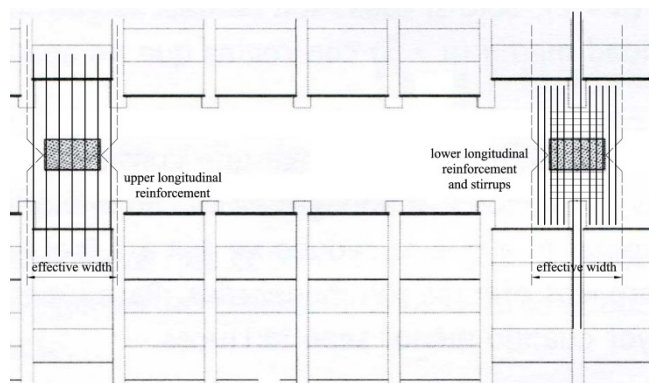 upper longitudinal
reinforcement
effective width
lower longitudinal
reinforcement
and stirrups
effective width